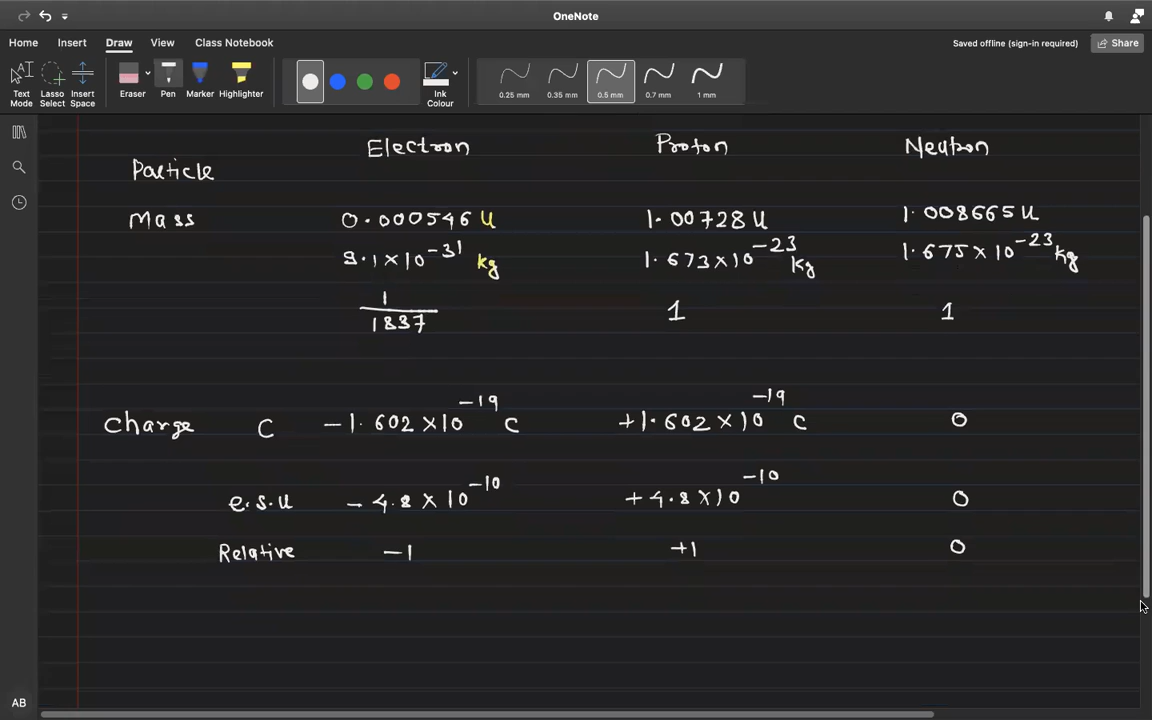 OneNote
Home Insert Draw View Class Notebook
Saved offline (sign-in required) Share
Text Mode
Lasso Select
Insert Space
Eraser
Pen
Marker
Highlighter
Ink Colour
0.25 mm
0.35 mm
0.5 mm
0.7 mm
1 mm
Particle Electron Proton Neutron
Mass 0.000546 U 1.00728 U 1.008665 U
9.1 × 10⁻³¹ kg 1.673 × 10⁻²³ kg 1.675 × 10⁻²³ kg
1/1837 1 1
Charge C −1.602 × 10⁻¹⁹ C +1.602 × 10⁻¹⁹ C 0
e.s.u −4.8 × 10⁻¹⁰ +4.8 × 10⁻¹⁰ 0
Relative −1 +1 0
AB